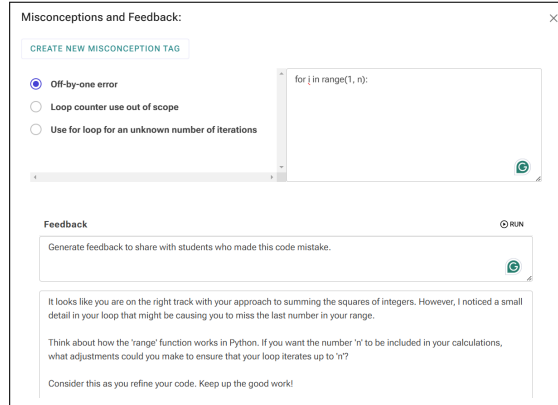 Misconceptions and Feedback:
CREATE NEW MISCONCEPTION TAG
Off-by-one error
Loop counter use out of scope
Use for loop for an unknown number of iterations
for i in range(1, n):
Feedback
RUN
Generate feedback to share with students who made this code mistake.
It looks like you are on the right track with your approach to summing the squares of integers. However, I noticed a small
detail in your loop that might be causing you to miss the last number in your range.
Think about how the 'range' function works in Python. If you want the number 'n' to be included in your calculations,
what adjustments could you make to ensure that your loop iterates up to 'n'?
Consider this as you refine your code. Keep up the good work!